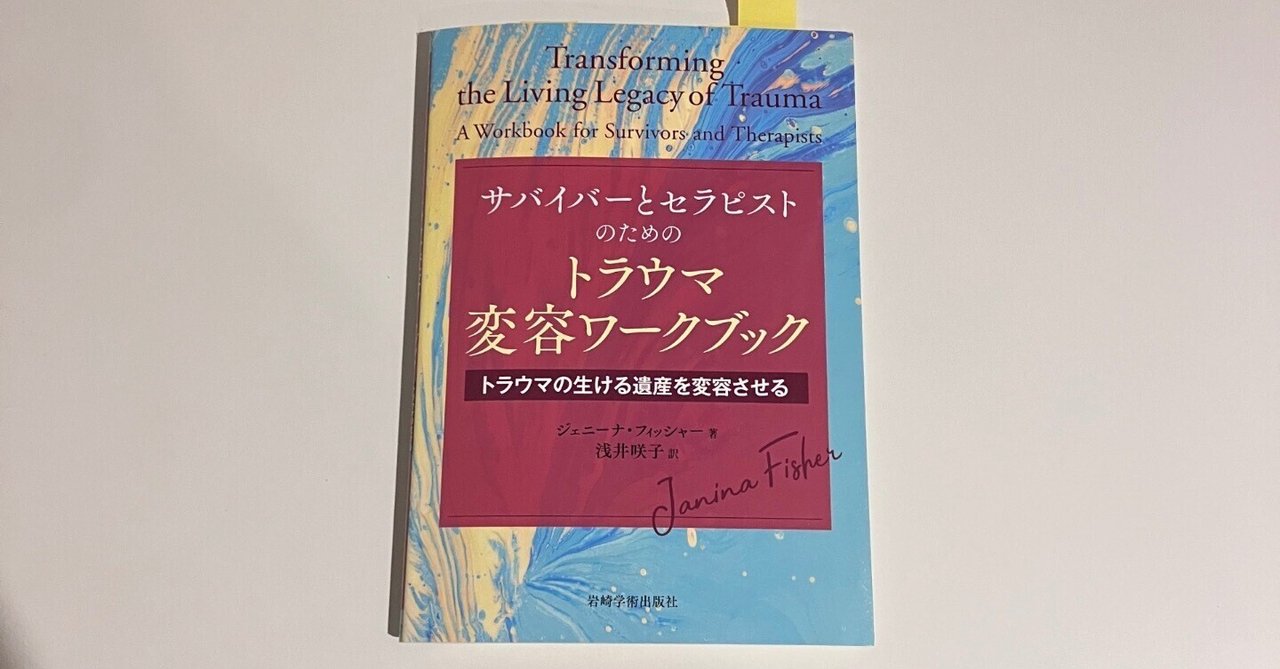 Transforming
the Living Legacy of Trauma
A Workbook for Survivors and Therapists
サバイバーとセラピスト
のための
トラウマ
変容ワークブック
トラウマの生ける遺産を変容させる
ジェニーナ・フィッシャー 著
浅井咲子 訳
Janina Fisher
岩崎学術出版社